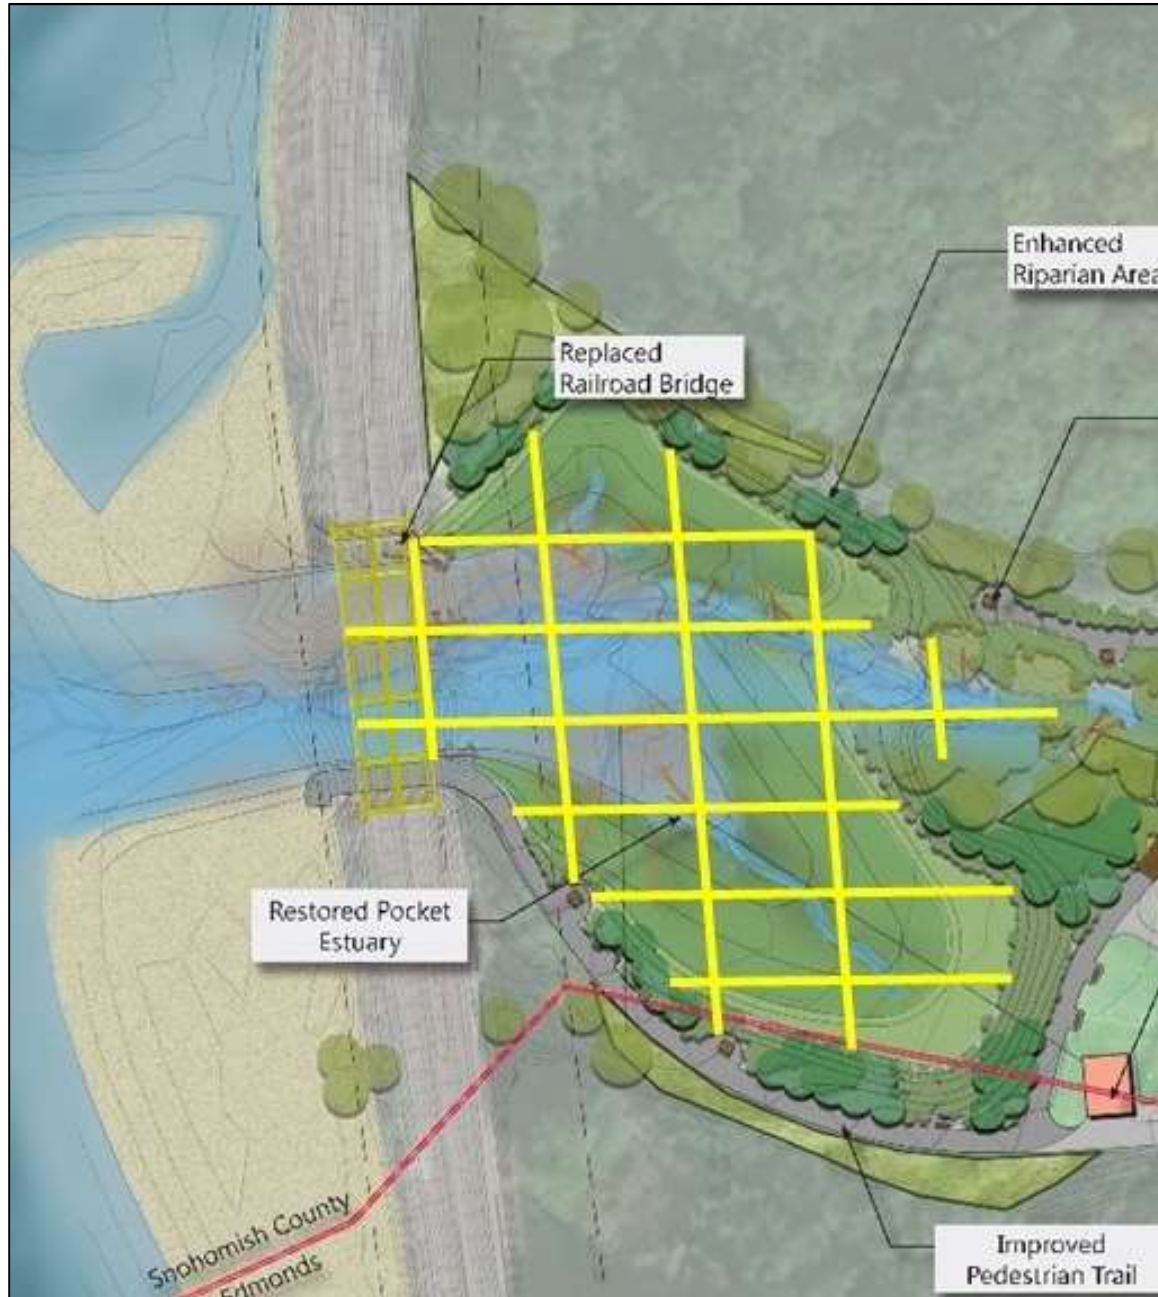 Enhanced
Riparian Area
Replaced
Railroad Bridge
Restored Pocket
Estuary
Snohomish County
Edmonds
Improved
Pedestrian Trail